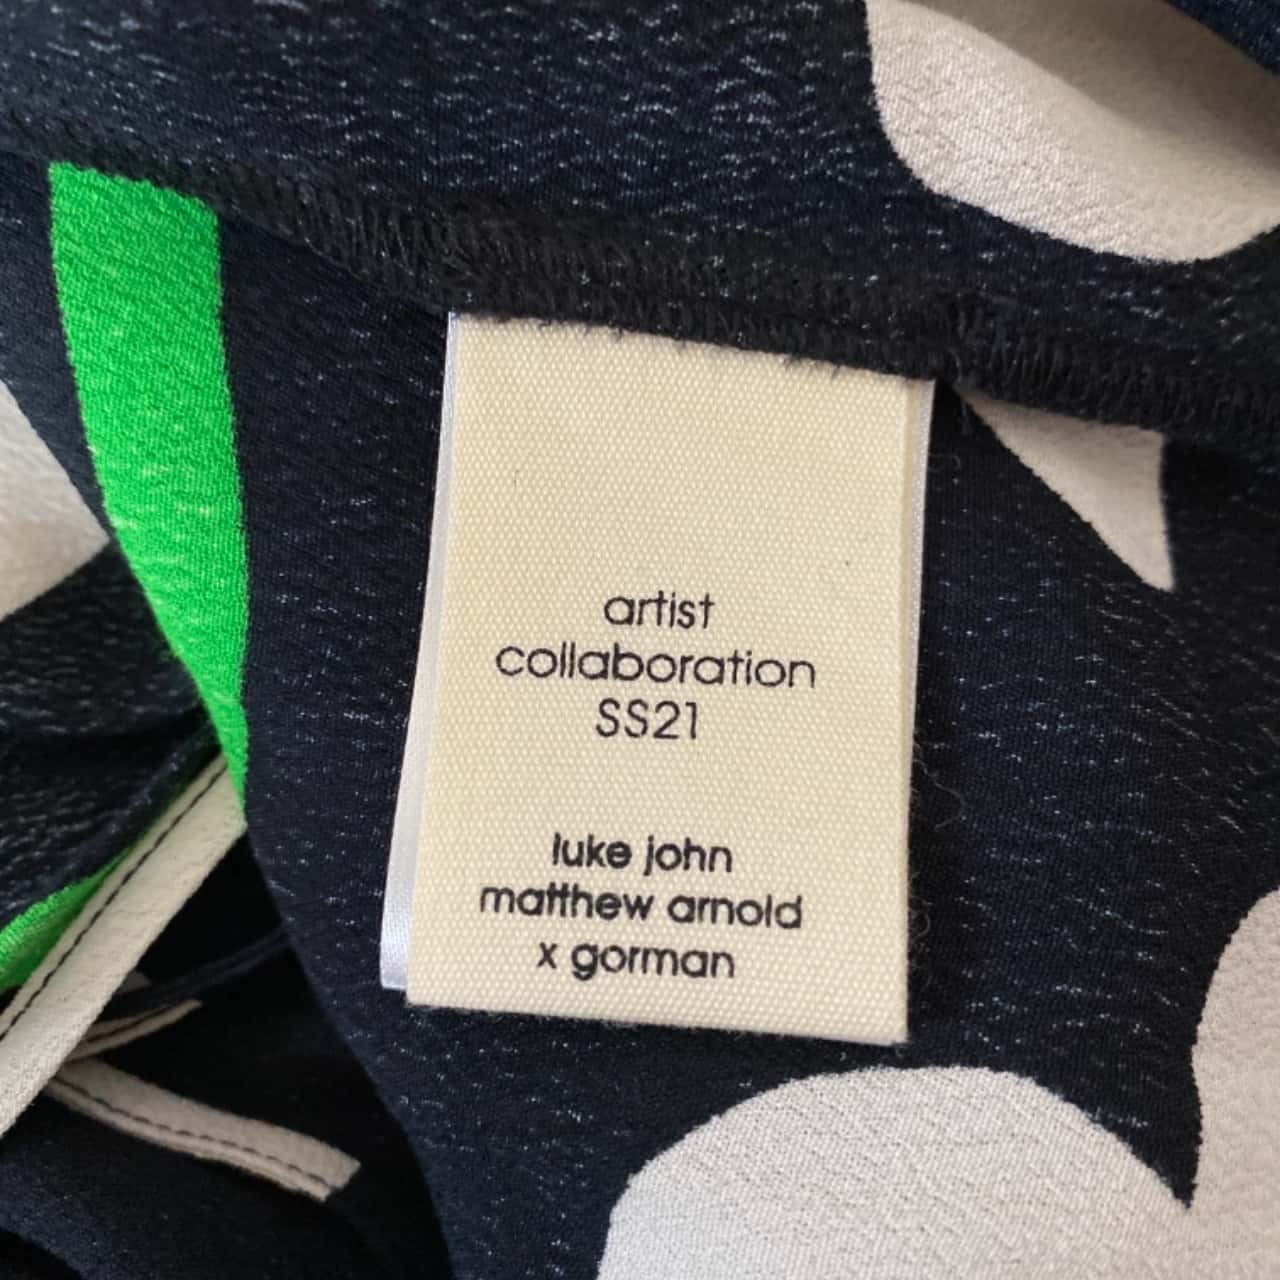 artist
collaboration
SS21
luke john
matthew arnold
x gorman